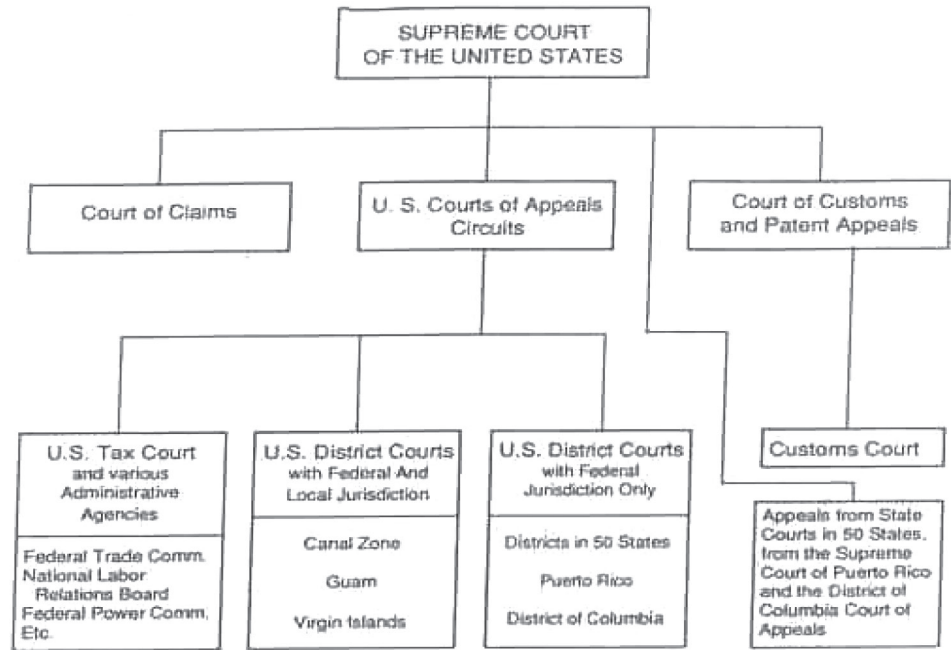 SUPREME COURT
OF THE UNITED STATES
Court of Claims
U. S. Courts of Appeals
Circuits
Court of Customs
and Patent Appeals
U.S. Tax Court
and various
Administrative
Agencies
Federal Trade Comm.
National Labor
Relations Board
Federal Power Comm.
Etc.
U.S. District Courts
with Federal And
Local Jurisdiction
Canal Zone
Guam
Virgin Islands
U.S. District Courts
with Federal
Jurisdiction Only
Districts in 50 States
Puerto Rico
District of Columbia
Customs Court
Appeals from State
Courts in 50 States,
from the Supreme
Court of Puerto Rico
and the District of
Columbia Court of
Appeals